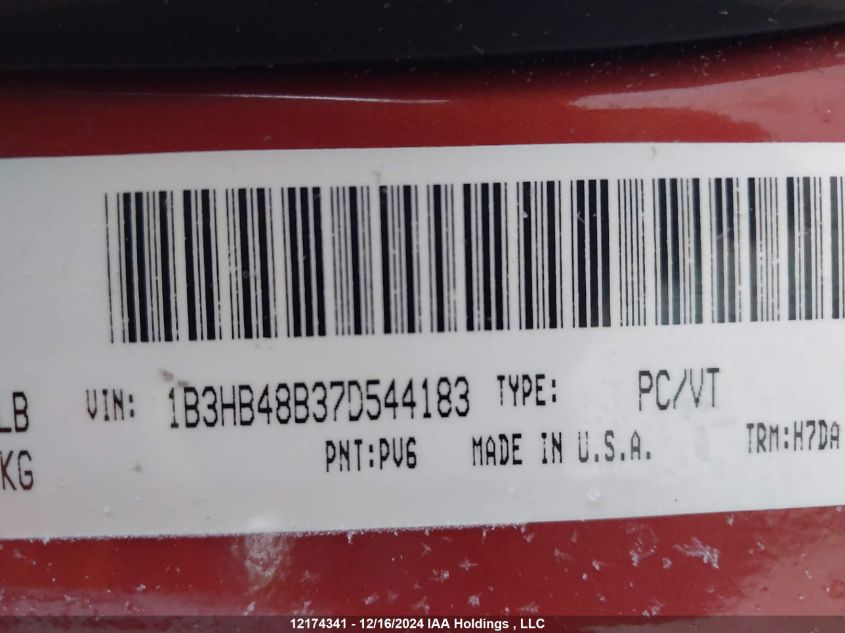 LB VIN: 1B3HB48B37D544183 TYPE: PC/VT
KG PNT:PV6 MADE IN U.S.A. TRM:H7DA
12174341 - 12/16/2024 IAA Holdings , LLC